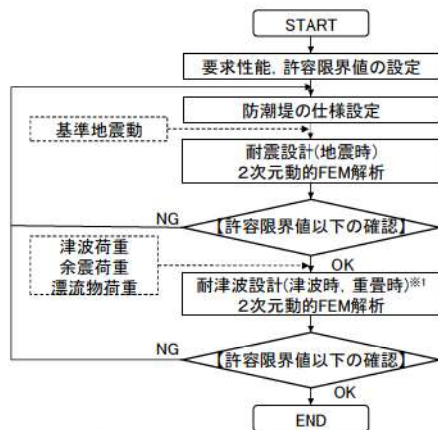 START
要求性能，許容限界値の設定
防潮堤の仕様設定
基準地震動
耐震設計(地震時)
2次元動的FEM解析
NG
【許容限界値以下の確認】
OK
津波荷重
余震荷重
漂流物荷重
耐津波設計(津波時，重畳時)※1
2次元動的FEM解析
NG
【許容限界値以下の確認】
OK
END